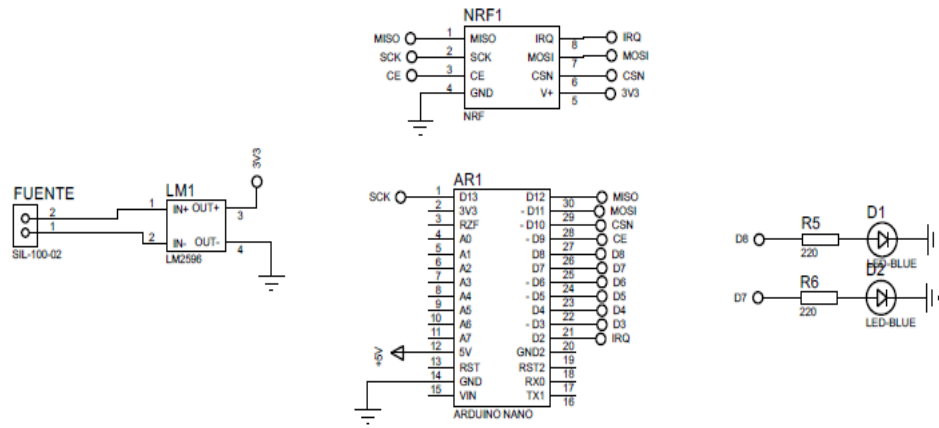 NRF1
MISO 1 MISO IRQ 8 IRQ
SCK 2 SCK MOSI 7 MOSI
CE 3 CE CSN 6 CSN
4 GND V+ 5 3V3
NRF
3V3
FUENTE
2
1
SIL-100-02
LM1
1 IN+ OUT+ 3
2 IN- OUT- 4
LM2596
AR1
SCK 1 D13 D12 30 MISO
2 3V3 - D11 29 MOSI
3 RZF - D10 28 CSN
4 A0 - D9 27 CE
5 A1 D8 26 D8
6 A2 D7 25 D7
7 A3 - D6 24 D6
8 A4 - D5 23 D5
9 A5 D4 22 D4
10 A6 - D3 21 D3
11 A7 D2 20 IRQ
+5V 12 5V GND2 19
13 RST RST2 18
14 GND RX0 17
15 VIN TX1 16
ARDUINO NANO
D8 R5 220 D1 LED-BLUE
D7 R6 220 D2 LED-BLUE